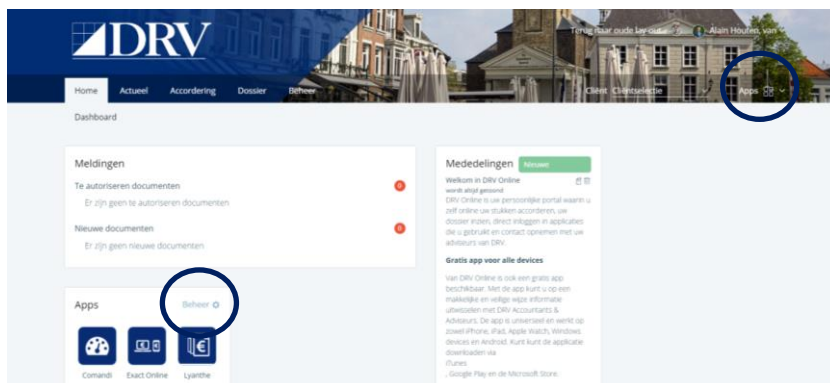 DRV
Terug naar oude lay-out
Alain Houten, van
Home Actueel Accordering Dossier Beheer
Cliënt Cliëntselectie
Apps
Dashboard
Meldingen
Te autoriseren documenten 0
Er zijn geen te autoriseren documenten
Nieuwe documenten 0
Er zijn geen nieuwe documenten
Apps Beheer
Comandi Exact Online Lyanthe
Mededelingen Nieuwe
Welkom in DRV Online
wordt altijd getoond
DRV Online is uw persoonlijke portal waarin u
zelf online uw stukken accorderen, uw
dossier inzien, direct inloggen in applicaties
die u gebruikt en contact opnemen met uw
adviseurs van DRV.
Gratis app voor alle devices
Van DRV Online is ook een gratis app
beschikbaar. Met de app kunt u op een
makkelijke en veilige wijze informatie
uitwisselen met DRV Accountants &
Adviseurs. De app is universeel en werkt op
zowel iPhone, iPad, Apple Watch, Windows
devices en Android. Kunt kunt de applicatie
downloaden via
iTunes
, Google Play en de Microsoft Store.